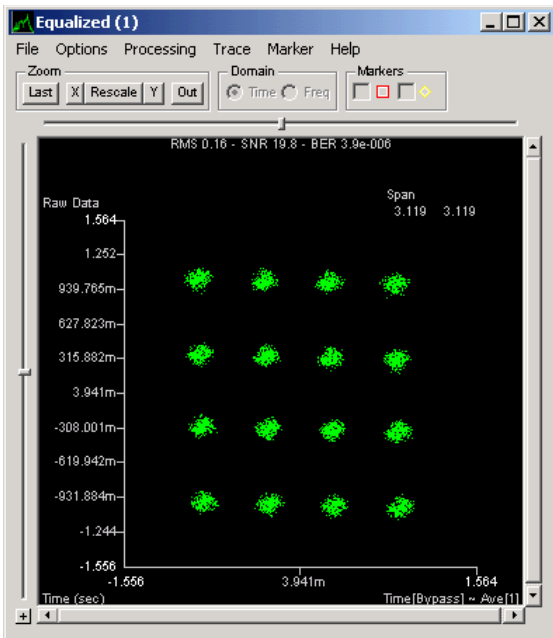 Equalized (1)
File Options Processing Trace Marker Help
Zoom Domain Markers
Last X Rescale Y Out Time Freq
RMS 0.16 - SNR 19.8 - BER 3.9e-006
Span
3.119 3.119
Raw Data
1.564
1.252
939.765m
627.823m
315.882m
3.941m
-308.001m
-619.942m
-931.884m
-1.244
-1.556
-1.556 3.941m 1.564
Time (sec) Time[Bypass] ~ Ave[1]